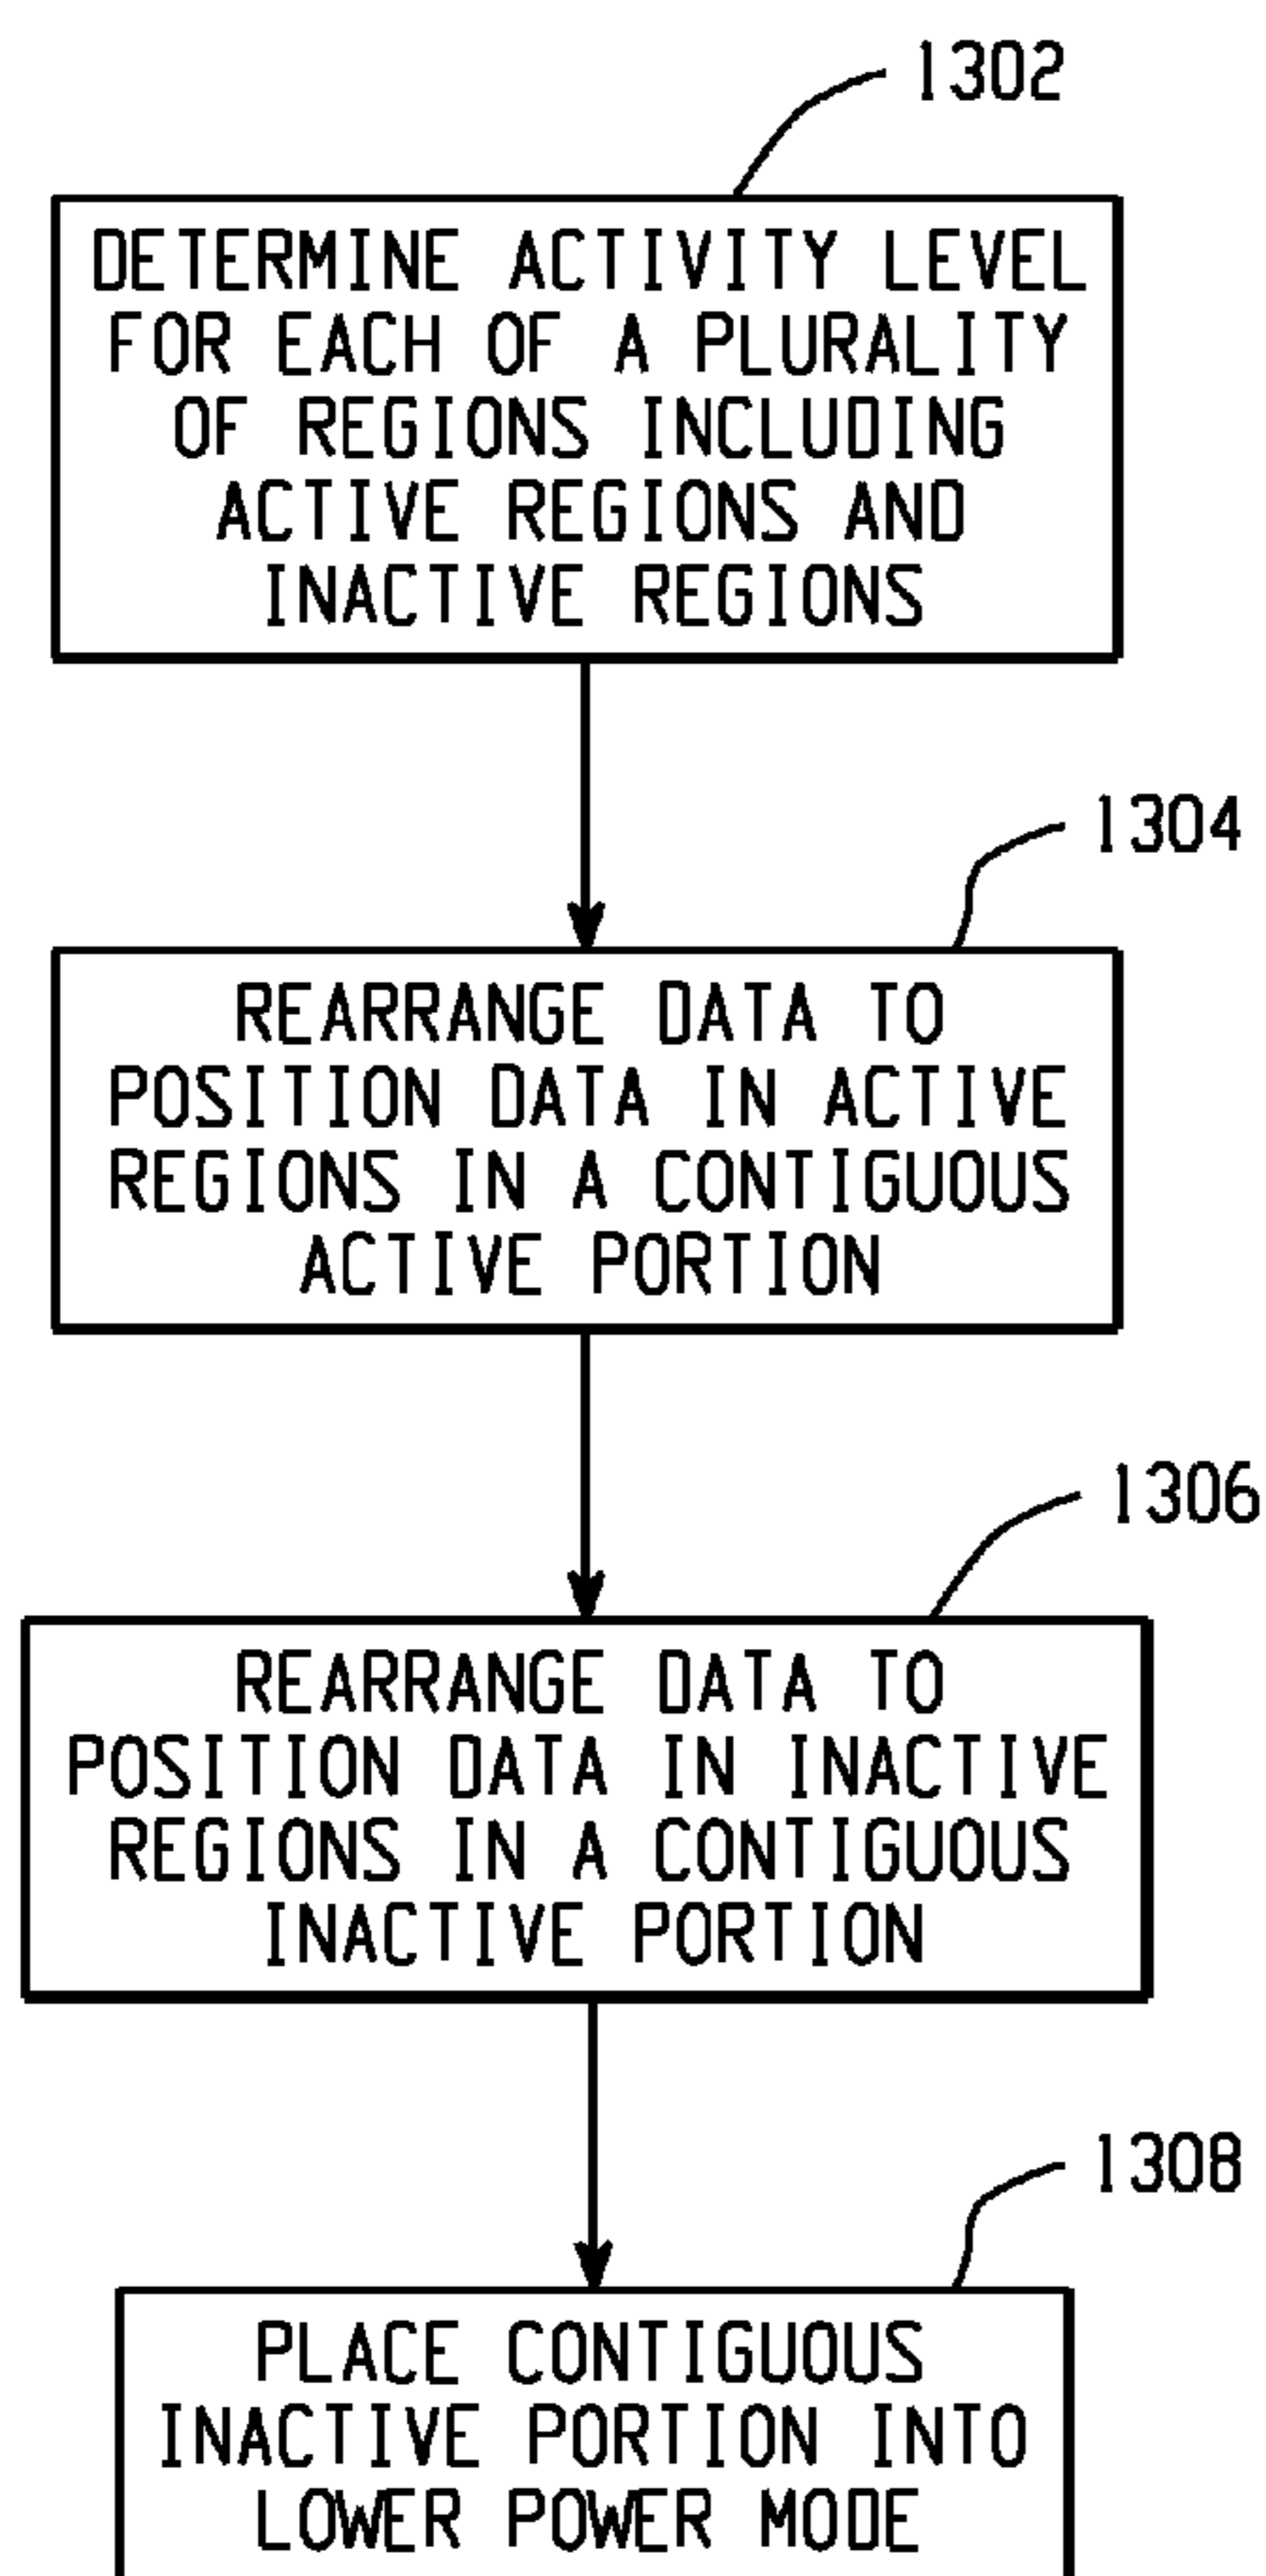 1302
DETERMINE ACTIVITY LEVEL
FOR EACH OF A PLURALITY
OF REGIONS INCLUDING
ACTIVE REGIONS AND
INACTIVE REGIONS
1304
REARRANGE DATA TO
POSITION DATA IN ACTIVE
REGIONS IN A CONTIGUOUS
ACTIVE PORTION
1306
REARRANGE DATA TO
POSITION DATA IN INACTIVE
REGIONS IN A CONTIGUOUS
INACTIVE PORTION
1308
PLACE CONTIGUOUS
INACTIVE PORTION INTO
LOWER POWER MODE